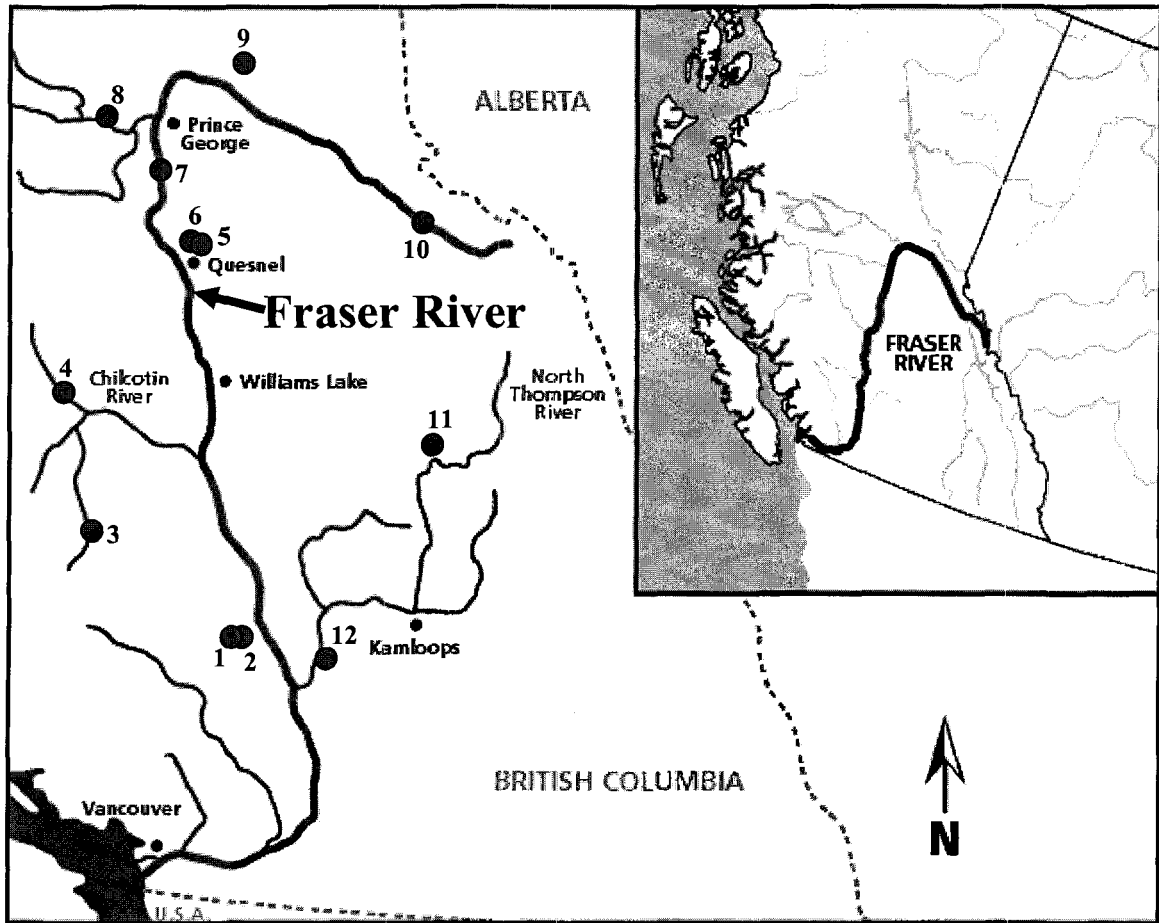 9
ALBERTA
8
Prince
George
7
6
5
Quesnel
10
Fraser River
4
Chilkotin
River
Williams Lake
North
Thompson
River
11
3
1
2
12
Kamloops
BRITISH COLUMBIA
Vancouver
U.S.A.
N
FRASER
RIVER